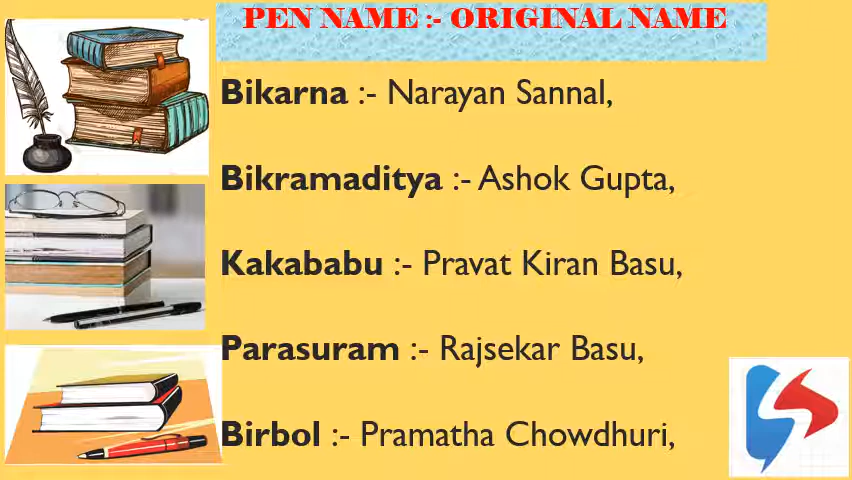 PEN NAME :- ORIGINAL NAME
Bikarna :- Narayan Sannal,
Bikramaditya :- Ashok Gupta,
Kakababu :- Pravat Kiran Basu,
Parasuram :- Rajsekar Basu,
Birbol :- Pramatha Chowdhuri,